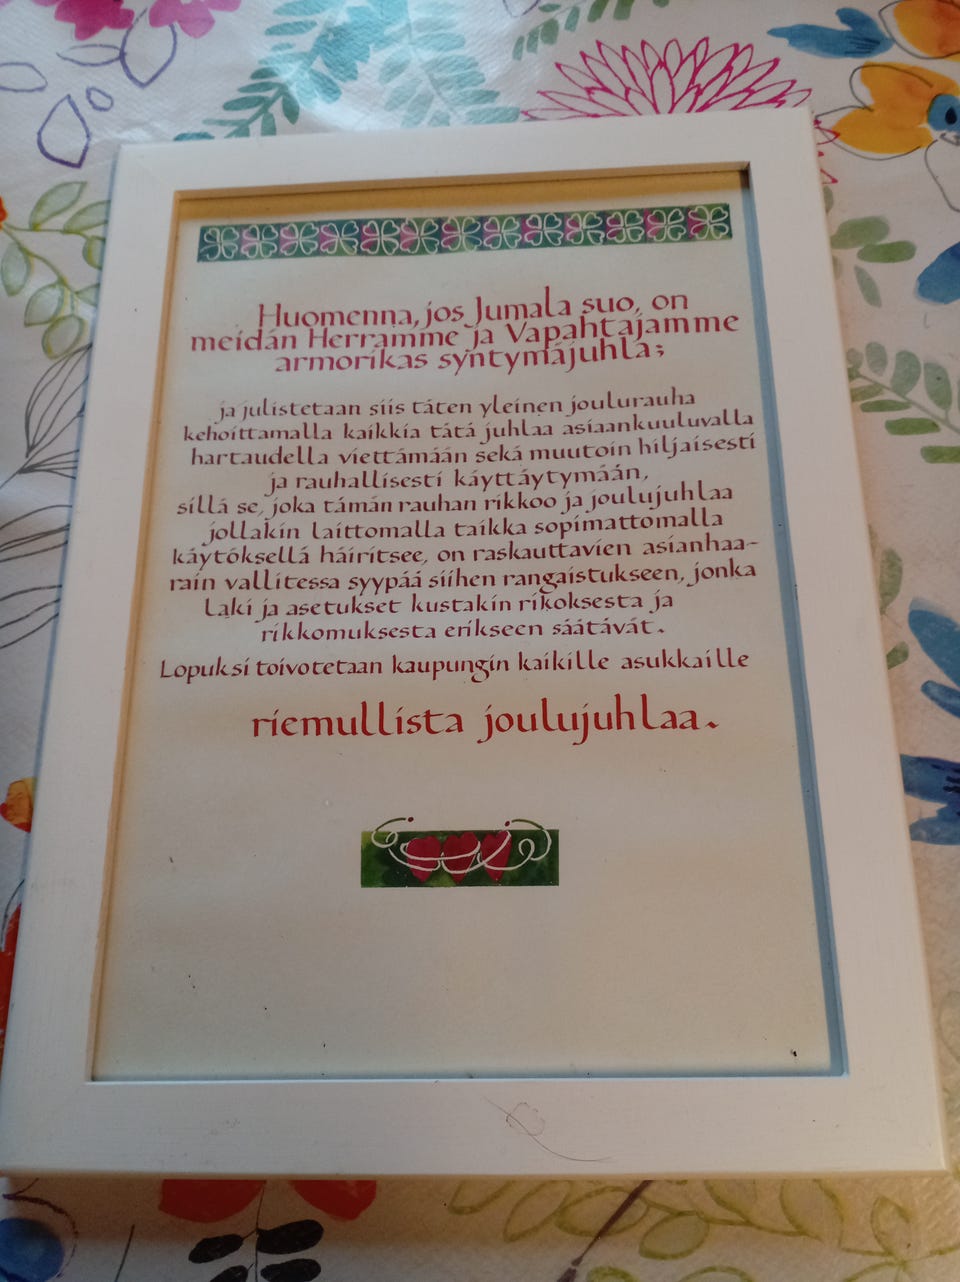 Huomenna, jos Jumala suo, on
meidän Herramme ja Vapahtajamme
armorikas syntymäjuhla;
ja julistetaan siis täten yleinen joulurauha
kehoittamalla kaikkia tätä juhlaa asiaankuuluvalla
hartaudella viettämään sekä muutoin hiljaisesti
ja rauhallisesti käyttäytymään,
sillä se, joka tämän rauhan rikkoo ja joulujuhlaa
jollakin laittomalla taikka sopimattomalla
käytöksellä häiritsee, on raskauttavien asianhaa-
rain vallitessa syypää siihen rangaistukseen, jonka
laki ja asetukset kustakin rikoksesta ja
rikkomuksesta erikseen säätävät.
Lopuksi toivotetaan kaupungin kaikille asukkaille
riemullista joulujuhlaa.